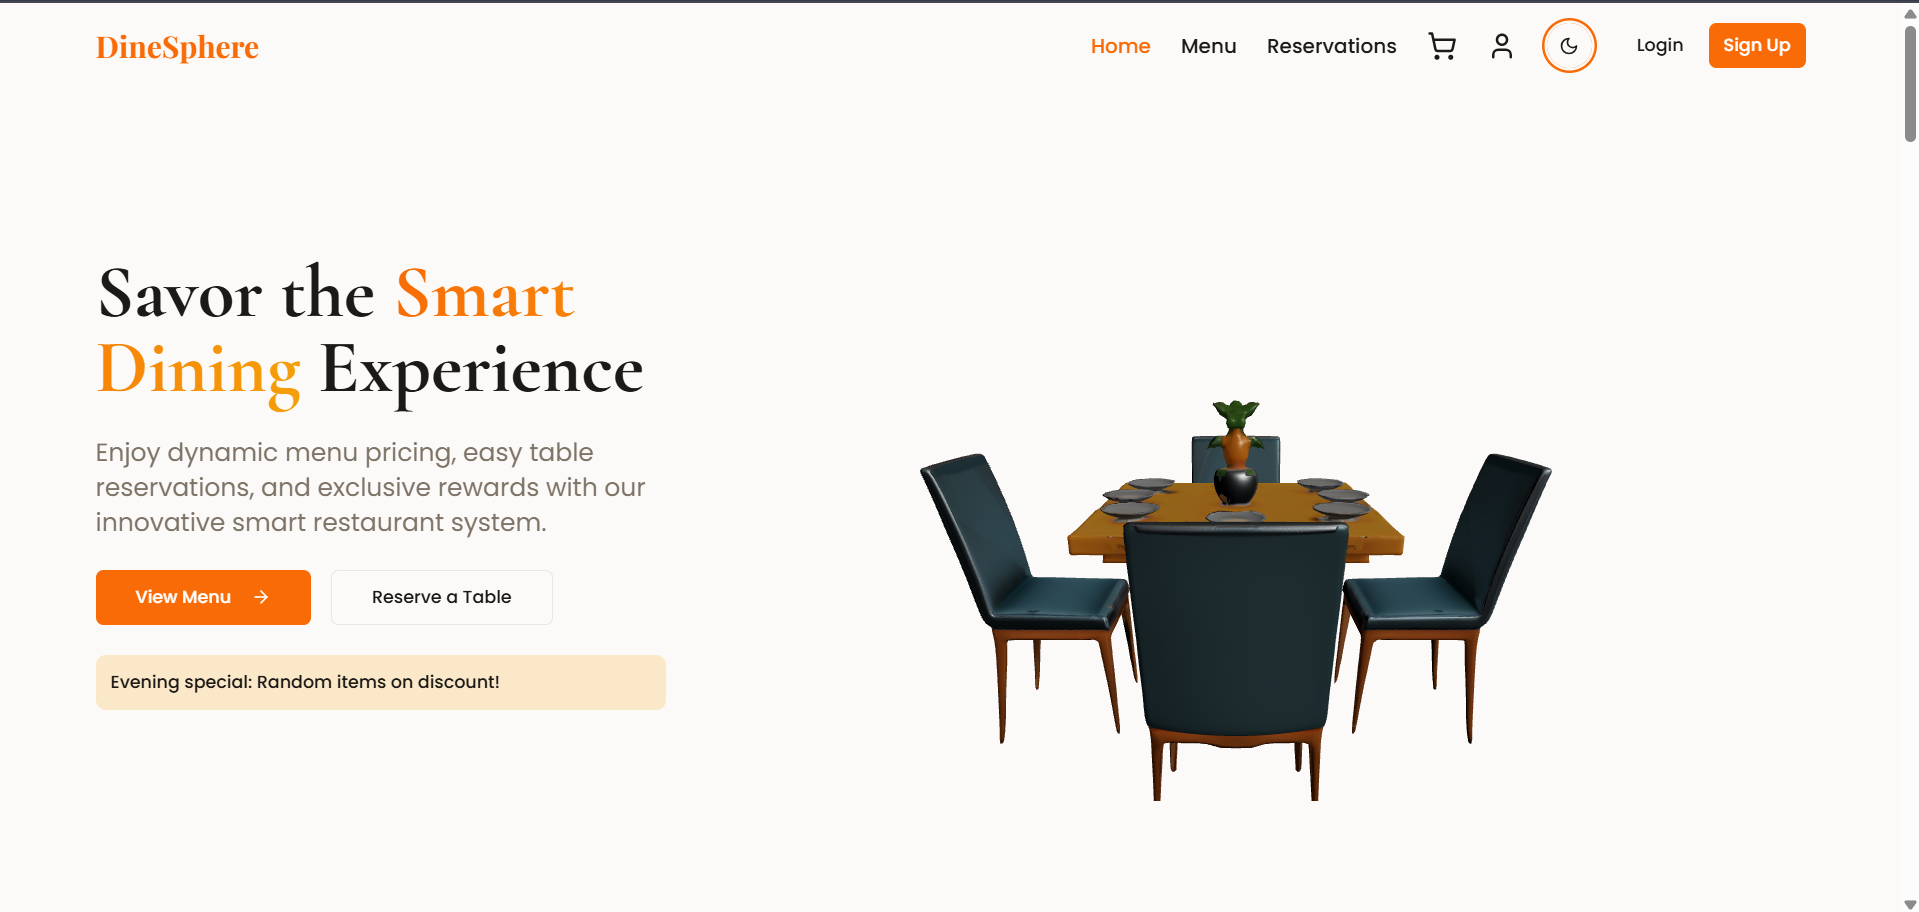 DineSphere
Home
Menu
Reservations
Login
Sign Up
Savor the Smart
Dining Experience
Enjoy dynamic menu pricing, easy table
reservations, and exclusive rewards with our
innovative smart restaurant system.
View Menu
Reserve a Table
Evening special: Random items on discount!